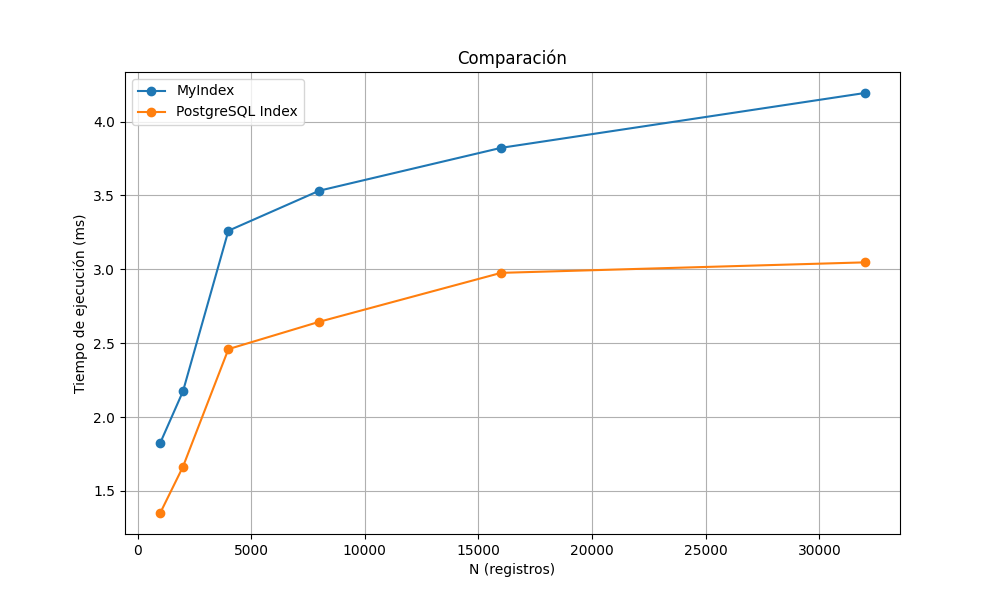 Comparación
MyIndex
PostgreSQL Index
Tiempo de ejecución (ms)
4.0
3.5
3.0
2.5
2.0
1.5
0 5000 10000 15000 20000 25000 30000
N (registros)